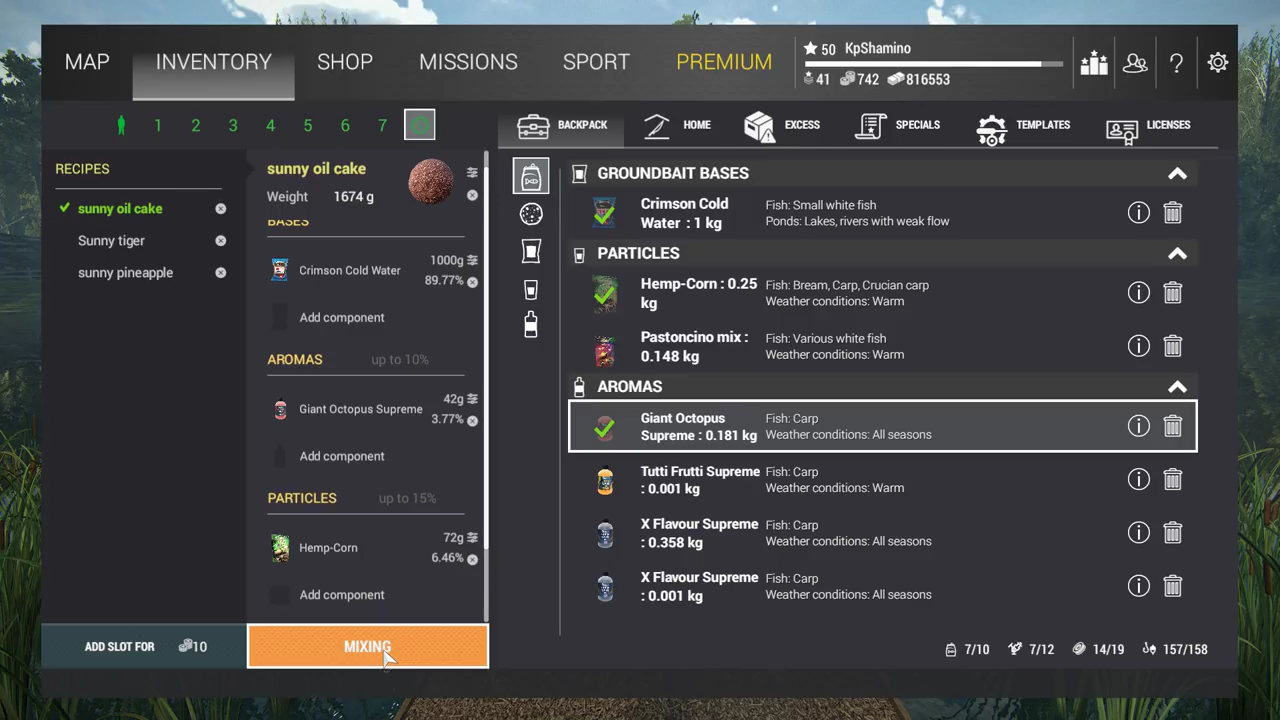 MAP INVENTORY SHOP MISSIONS SPORT PREMIUM
50 KpShamino
41 742 816553
1 2 3 4 5 6 7
BACKPACK HOME EXCESS SPECIALS TEMPLATES LICENSES
RECIPES
sunny oil cake
Sunny tiger
sunny pineapple
sunny oil cake
Weight 1674 g
BASES
Crimson Cold Water 1000g
89.77%
Add component
AROMAS up to 10%
Giant Octopus Supreme 42g
3.77%
Add component
PARTICLES up to 15%
Hemp-Corn 72g
6.46%
Add component
ADD SLOT FOR 10
MIXING
GROUNDBAIT BASES
Crimson Cold Water : 1 kg
Fish: Small white fish
Ponds: Lakes, rivers with weak flow
PARTICLES
Hemp-Corn : 0.25 kg
Fish: Bream, Carp, Crucian carp
Weather conditions: Warm
Pastoncino mix : 0.148 kg
Fish: Various white fish
Weather conditions: Warm
AROMAS
Giant Octopus Supreme : 0.181 kg
Fish: Carp
Weather conditions: All seasons
Tutti Frutti Supreme : 0.001 kg
Fish: Carp
Weather conditions: Warm
X Flavour Supreme : 0.358 kg
Fish: Carp
Weather conditions: All seasons
X Flavour Supreme : 0.001 kg
Fish: Carp
Weather conditions: All seasons
7/10 7/12 14/19 157/158